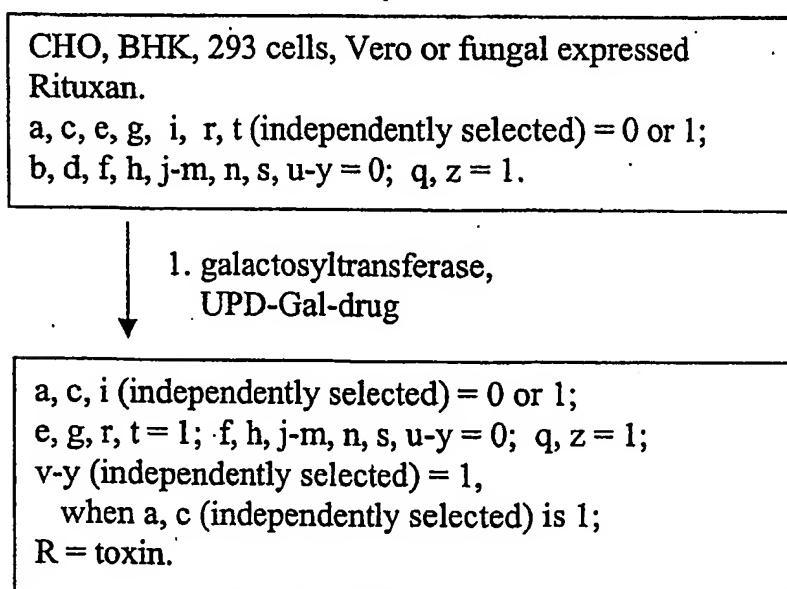 CHO, BHK, 293 cells, Vero or fungal expressed
Rituxan.
a, c, e, g, i, r, t (independently selected) = 0 or 1;
b, d, f, h, j-m, n, s, u-y = 0; q, z = 1.
1. galactosyltransferase,
UPD-Gal-drug
a, c, i (independently selected) = 0 or 1;
e, g, r, t = 1; f, h, j-m, n, s, u-y = 0; q, z = 1;
v-y (independently selected) = 1,
when a, c (independently selected) is 1;
R = toxin.